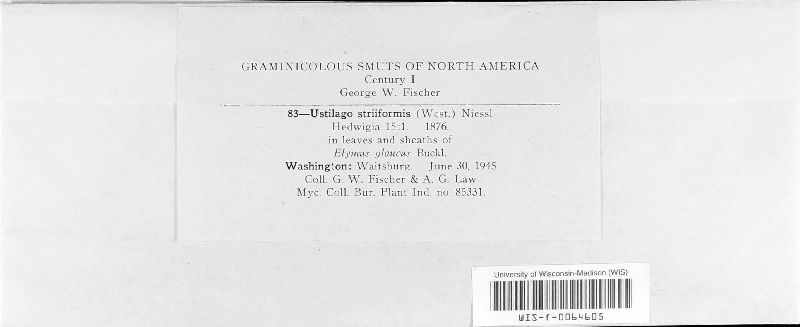 GRAMINICOLOUS SMUTS OF NORTH AMERICA
Century I
George W. Fischer
83—Ustilago striiformis (West.) Niessl
Hedwigia 15:1. 1876.
in leaves and sheaths of
Elymus glaucus Buckl.
Washington: Waitsburg. June 30, 1945
Coll. G. W. Fischer & A. G. Law
Myc. Coll. Bur. Plant Ind. no. 85331.
University of Wisconsin-Madison (WIS)
WIS-f-0064605